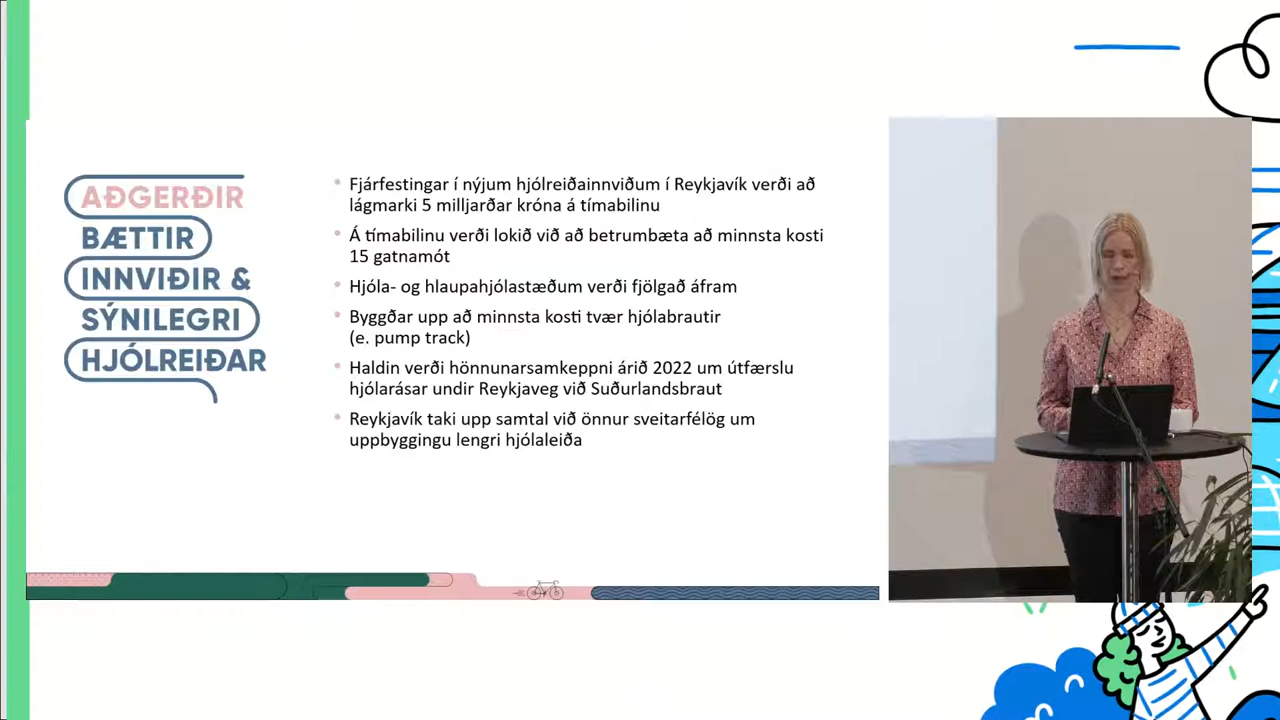 AÐGERÐIR
BÆTTIR
INNVIÐIR &
SÝNILEGRI
HJÓLREIÐAR
• Fjárfestingar í nýjum hjólreiðainnviðum í Reykjavík verði að
lágmarki 5 milljarðar króna á tímabilinu
• Á tímabilinu verði lokið við að betrumbæta að minnsta kosti
15 gatnamót
• Hjóla- og hlaupahjólastæðum verði fjölgað áfram
• Byggðar upp að minnsta kosti tvær hjólabrautir
(e. pump track)
• Haldin verði hönnunarsamkeppni árið 2022 um útfærslu
hjólarásar undir Reykjaveg við Suðurlandsbraut
• Reykjavík taki upp samtal við önnur sveitarfélög um
uppbyggingu lengri hjólaleiða